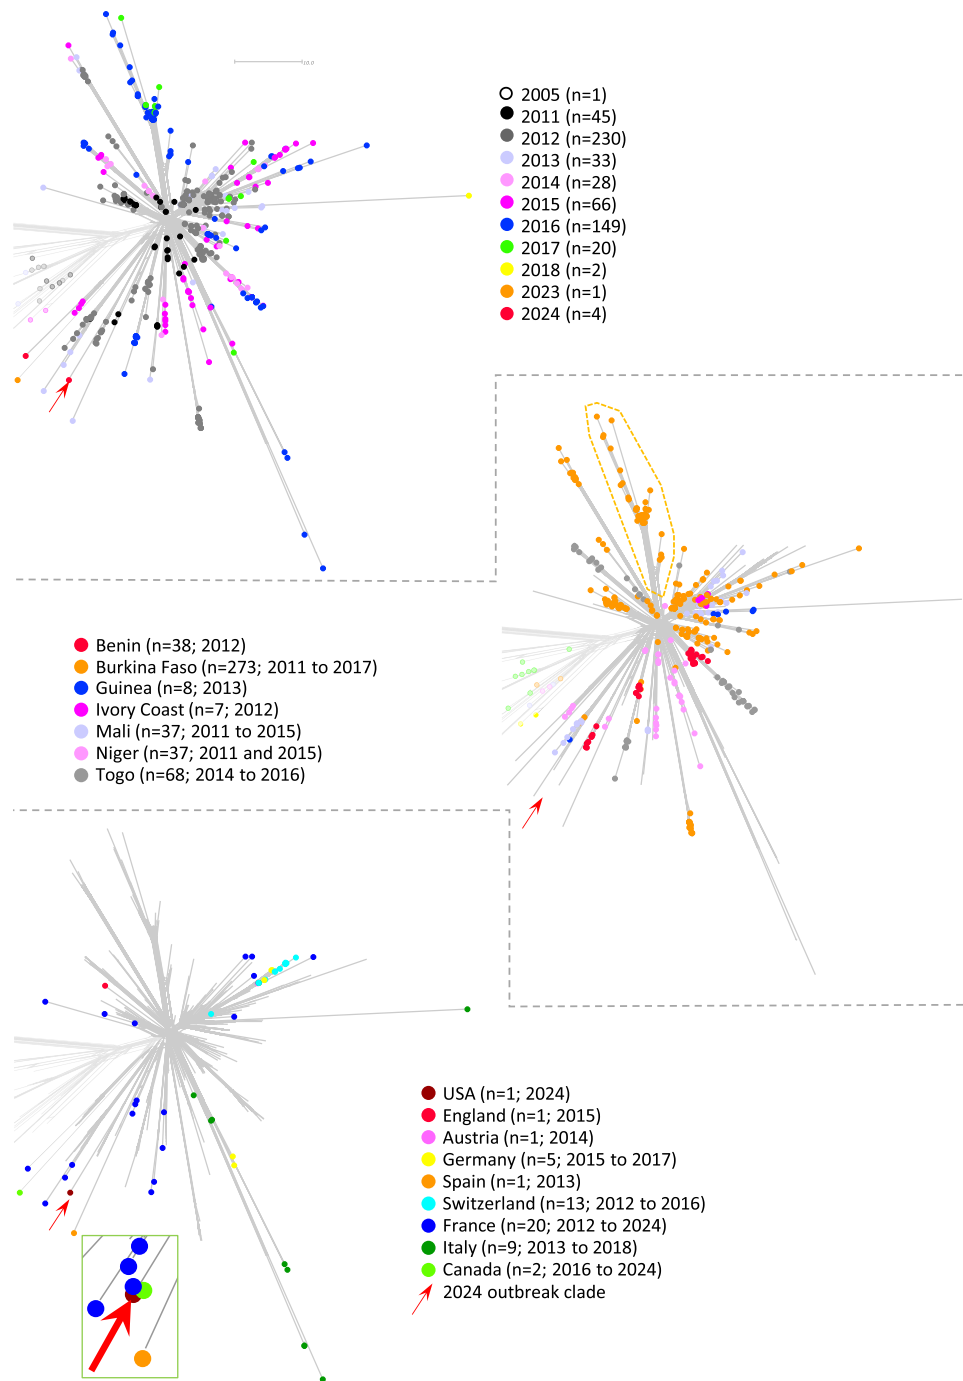 2005 (n=1)
2011 (n=45)
2012 (n=230)
2013 (n=33)
2014 (n=28)
2015 (n=66)
2016 (n=149)
2017 (n=20)
2018 (n=2)
2023 (n=1)
2024 (n=4)
Benin (n=38; 2012)
Burkina Faso (n=273; 2011 to 2017)
Guinea (n=8; 2013)
Ivory Coast (n=7; 2012)
Mali (n=37; 2011 to 2015)
Niger (n=37; 2011 and 2015)
Togo (n=68; 2014 to 2016)
USA (n=1; 2024)
England (n=1; 2015)
Austria (n=1; 2014)
Germany (n=5; 2015 to 2017)
Spain (n=1; 2013)
Switzerland (n=13; 2012 to 2016)
France (n=20; 2012 to 2024)
Italy (n=9; 2013 to 2018)
Canada (n=2; 2016 to 2024)
2024 outbreak clade